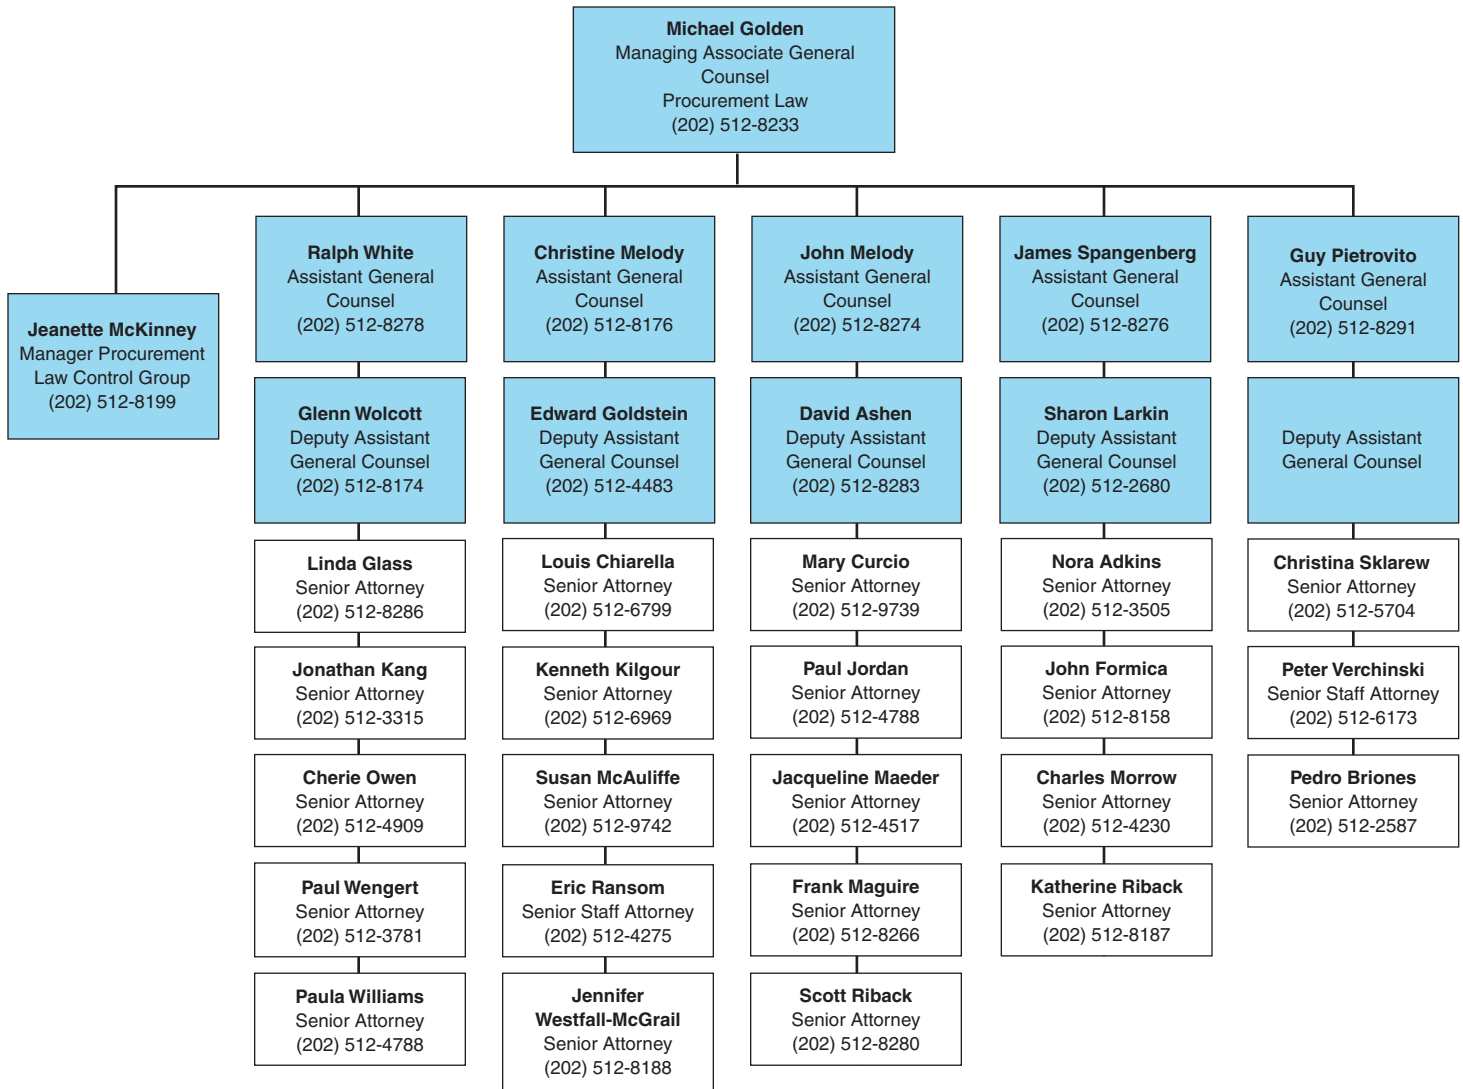 Michael Golden
Managing Associate General
Counsel
Procurement Law
(202) 512-8233
Jeanette McKinney
Manager Procurement
Law Control Group
(202) 512-8199
Ralph White
Assistant General
Counsel
(202) 512-8278
Glenn Wolcott
Deputy Assistant
General Counsel
(202) 512-8174
Linda Glass
Senior Attorney
(202) 512-8286
Jonathan Kang
Senior Attorney
(202) 512-3315
Cherie Owen
Senior Attorney
(202) 512-4909
Paul Wengert
Senior Attorney
(202) 512-3781
Paula Williams
Senior Attorney
(202) 512-4788
Christine Melody
Assistant General
Counsel
(202) 512-8176
Edward Goldstein
Deputy Assistant
General Counsel
(202) 512-4483
Louis Chiarella
Senior Attorney
(202) 512-6799
Kenneth Kilgour
Senior Attorney
(202) 512-6969
Susan McAuliffe
Senior Attorney
(202) 512-9742
Eric Ransom
Senior Staff Attorney
(202) 512-4275
Jennifer
Westfall-McGrail
Senior Attorney
(202) 512-8188
John Melody
Assistant General
Counsel
(202) 512-8274
David Ashen
Deputy Assistant
General Counsel
(202) 512-8283
Mary Curcio
Senior Attorney
(202) 512-9739
Paul Jordan
Senior Attorney
(202) 512-4788
Jacqueline Maeder
Senior Attorney
(202) 512-4517
Frank Maguire
Senior Attorney
(202) 512-8266
Scott Riback
Senior Attorney
(202) 512-8280
James Spangenberg
Assistant General
Counsel
(202) 512-8276
Sharon Larkin
Deputy Assistant
General Counsel
(202) 512-2680
Nora Adkins
Senior Attorney
(202) 512-3505
John Formica
Senior Attorney
(202) 512-8158
Charles Morrow
Senior Attorney
(202) 512-4230
Katherine Riback
Senior Attorney
(202) 512-8187
Guy Pietrovito
Assistant General
Counsel
(202) 512-8291
Deputy Assistant
General Counsel
Christina Sklarew
Senior Attorney
(202) 512-5704
Peter Verchinski
Senior Staff Attorney
(202) 512-6173
Pedro Briones
Senior Attorney
(202) 512-2587